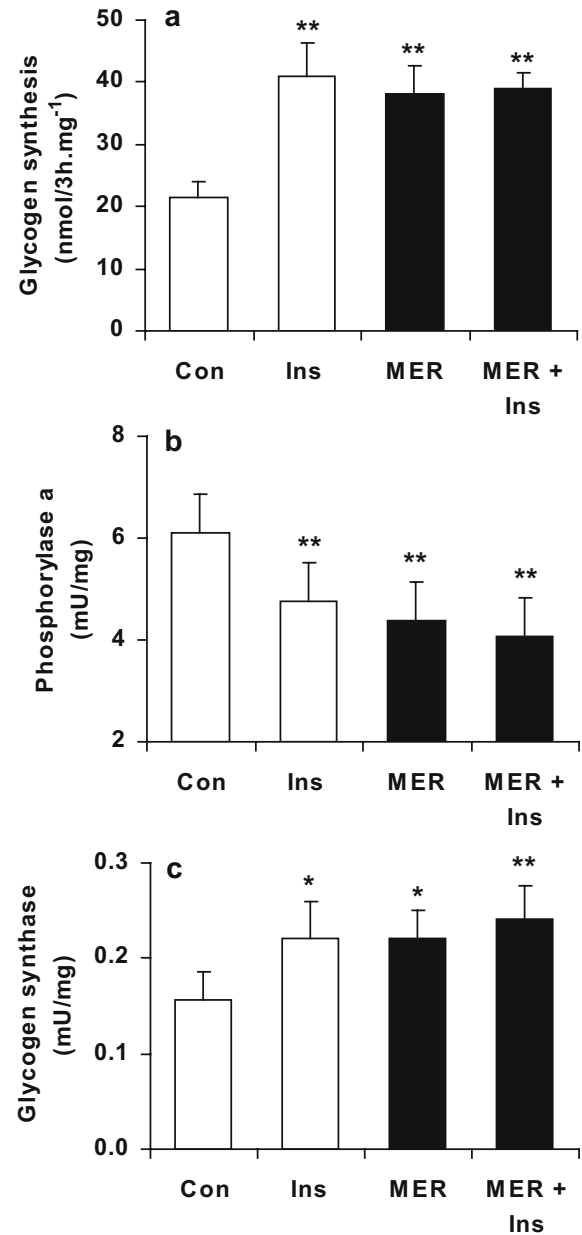 a
Glycogen synthesis
(nmol/3h.mg⁻¹)
50
40
30
20
10
0
**
**
**
Con Ins MER MER +
Ins
b
Phosphorylase a
(mU/mg)
8
6
4
2
**
**
**
Con Ins MER MER +
Ins
c
Glycogen synthase
(mU/mg)
0.3
0.2
0.1
0.0
*
*
**
Con Ins MER MER +
Ins